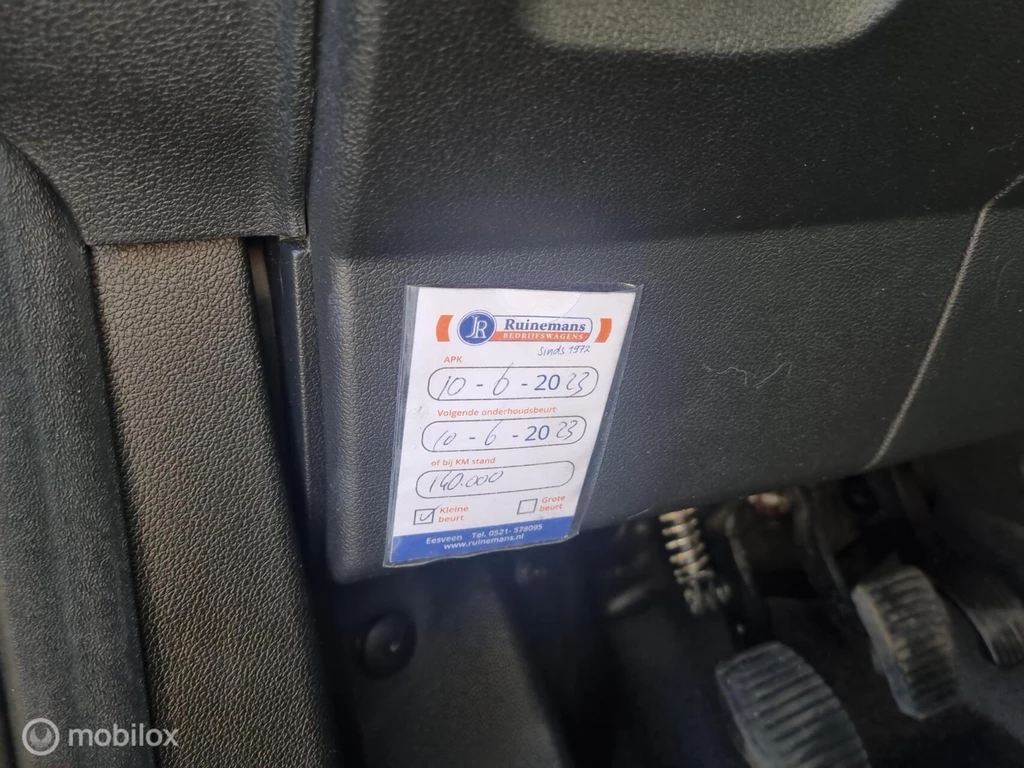 JR Ruinemans
BEDRIJFSWAGENS
sinds 1972
APK
10 - 6 - 2023
Volgende onderhoudsbeurt
10 - 6 - 2023
of bij KM stand
140.000
Kleine beurt
Grote beurt
Eesveen Tel. 0521- 578095
www.ruinemans.nl
mobilox